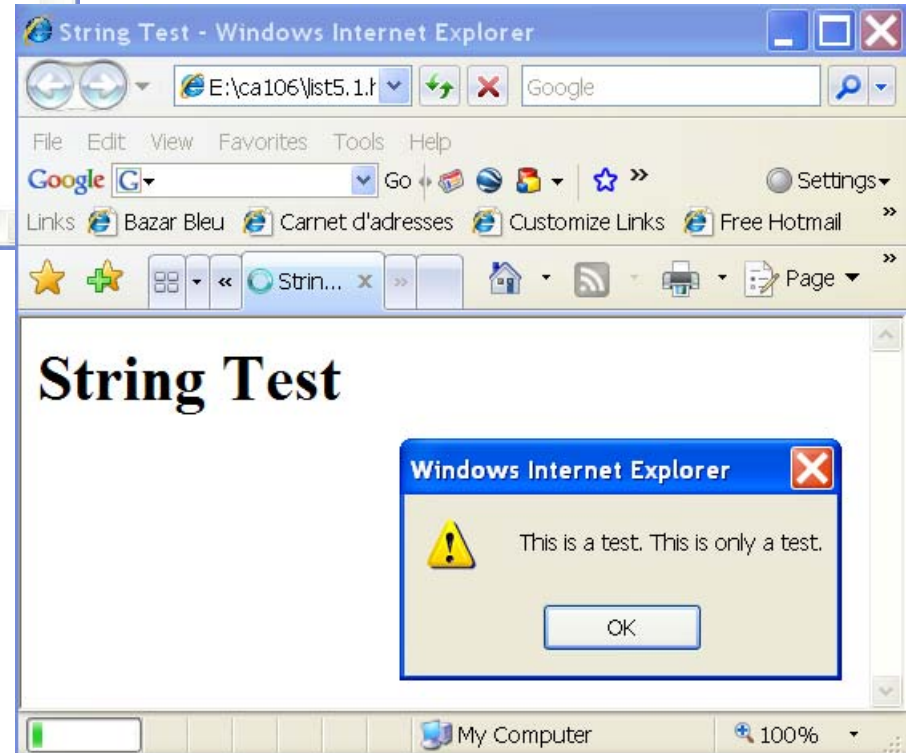 String Test - Windows Internet Explorer
E:\ca106\list5.1.h
Google
File Edit View Favorites Tools Help
Google G Go » Settings
Links Bazar Bleu Carnet d'adresses Customize Links Free Hotmail »
« Strin... x » Page »
String Test
Windows Internet Explorer
This is a test. This is only a test.
OK
My Computer 100%